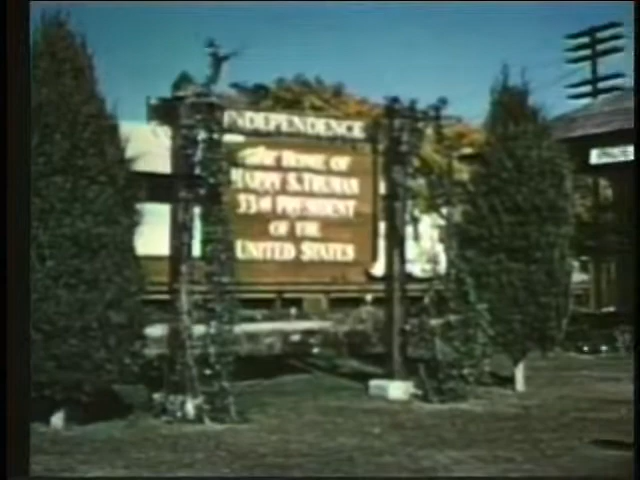 INDEPENDENCE
The HOME OF
HARRY S. TRUMAN
33rd PRESIDENT
OF THE
UNITED STATES